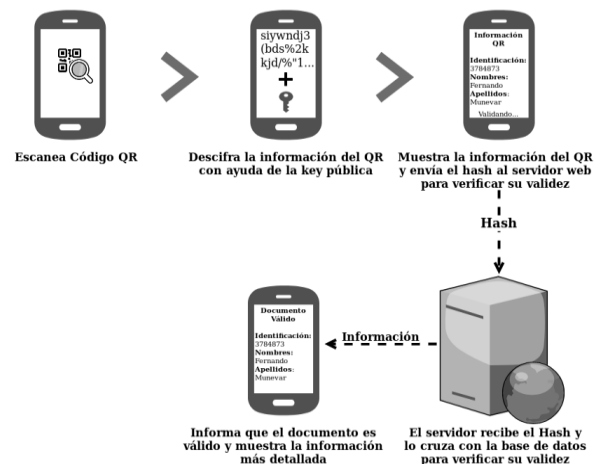 siywndj3
(bds%2k
kjd/%"1...
+
Información
QR
Identificación:
3784873
Nombres:
Fernando
Apellidos:
Munevar
Validando...
Escanea Código QR
Descifra la información del QR
con ayuda de la key pública
Muestra la información del QR
y envía el hash al servidor web
para verificar su validez
Hash
Documento
Válido
Identificación:
3784873
Nombres:
Fernando
Apellidos:
Munevar
Información
Informa que el documento es
válido y muestra la información
más detallada
El servidor recibe el Hash y
lo cruza con la base de datos
para verificar su validez